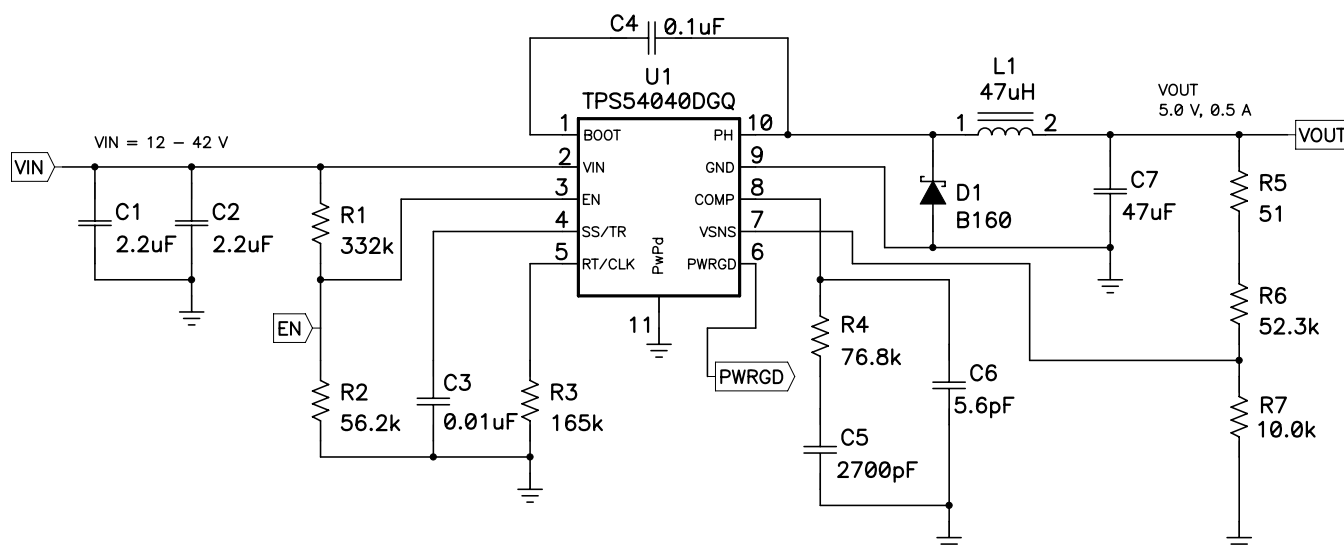 C4
0.1uF
U1
TPS54040DGQ
L1
47uH
VOUT
5.0 V, 0.5 A
VIN = 12 – 42 V
VIN
1 BOOT
2 VIN
3 EN
4 SS/TR
5 RT/CLK
PH 10
GND 9
COMP 8
VSNS 7
PWRGD 6
PwPd
11
1
2
VOUT
C1
2.2uF
C2
2.2uF
R1
332k
EN
R2
56.2k
C3
0.01uF
R3
165k
PWRGD
D1
B160
C7
47uF
R5
51
R6
52.3k
R4
76.8k
C6
5.6pF
C5
2700pF
R7
10.0k